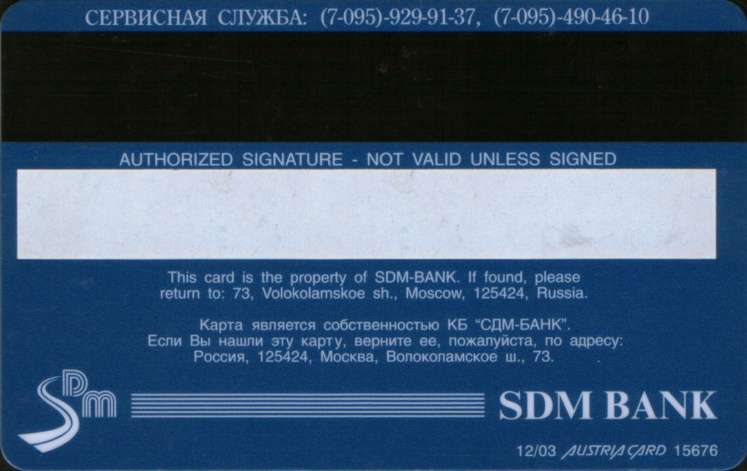 СЕРВИСНАЯ СЛУЖБА: (7-095)-929-91-37, (7-095)-490-46-10
AUTHORIZED SIGNATURE - NOT VALID UNLESS SIGNED
This card is the property of SDM-BANK. If found, please
return to: 73, Volokolamskoe sh., Moscow, 125424, Russia.
Карта является собственностью КБ "СДМ-БАНК".
Если Вы нашли эту карту, верните ее, пожалуйста, по адресу:
Россия, 125424, Москва, Волоколамское ш., 73.
SDm
SDM BANK
12/03 AUSTRIACARD 15676